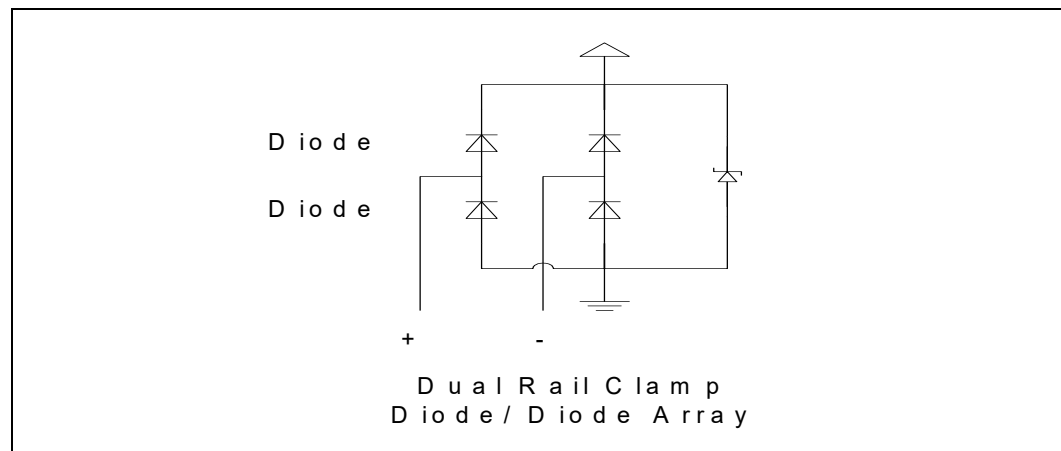 Diode
Diode
+ -
Dual Rail Clamp
Diode/ Diode Array